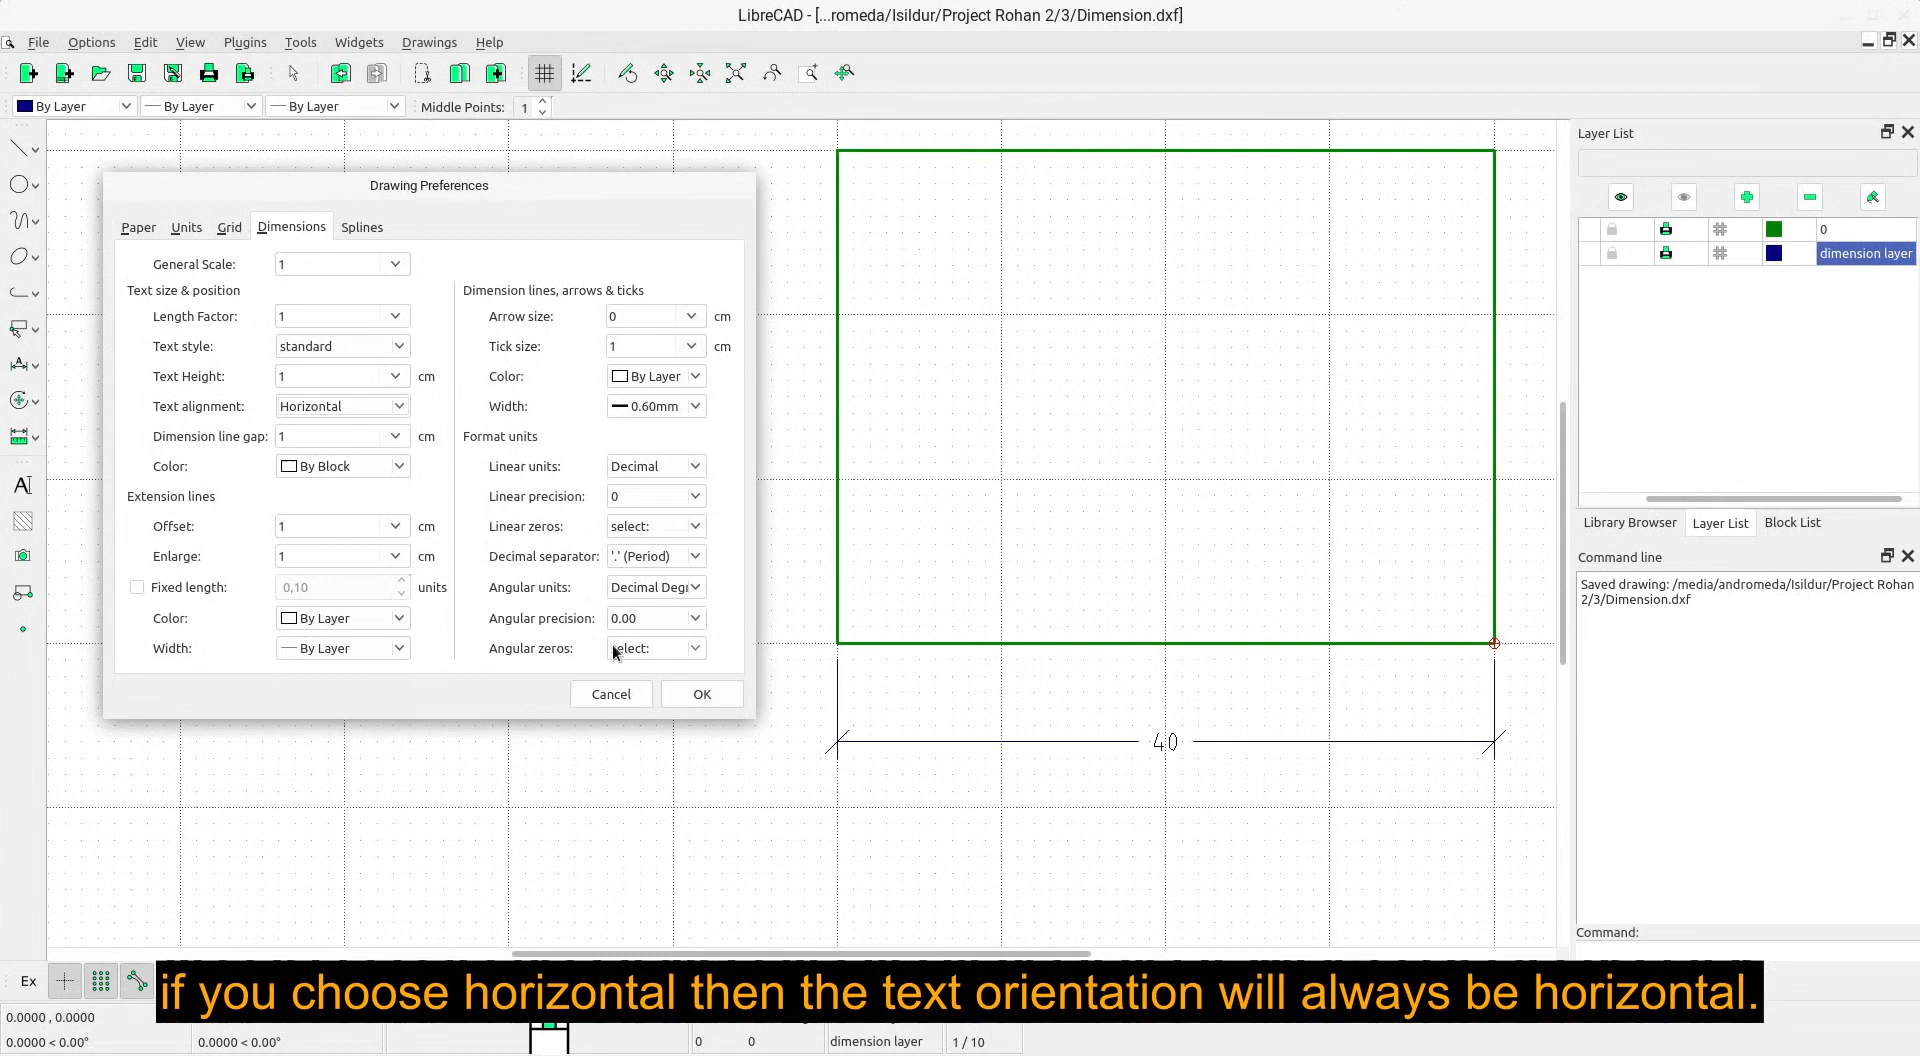 LibreCAD - [...romeda/Isildur/Project Rohan 2/3/Dimension.dxf]
File Options Edit View Plugins Tools Widgets Drawings Help
By Layer By Layer By Layer Middle Points: 1
Drawing Preferences
Paper Units Grid Dimensions Splines
General Scale: 1
Text size & position
Length Factor: 1
Text style: standard
Text Height: 1 cm
Text alignment: Horizontal
Dimension line gap: 1 cm
Color: By Block
Extension lines
Offset: 1 cm
Enlarge: 1 cm
Fixed length: 0,10 units
Color: By Layer
Width: By Layer
Dimension lines, arrows & ticks
Arrow size: 0 cm
Tick size: 1 cm
Color: By Layer
Width: 0.60mm
Format units
Linear units: Decimal
Linear precision: 0
Linear zeros: select:
Decimal separator: '.' (Period)
Angular units: Decimal Degr
Angular precision: 0.00
Angular zeros: elect:
Cancel OK
40
Layer List
0
dimension layer
Library Browser Layer List Block List
Command line
Saved drawing: /media/andromeda/Isildur/Project Rohan
2/3/Dimension.dxf
Command:
Ex
if you choose horizontal then the text orientation will always be horizontal.
0.0000 , 0.0000
0.0000 < 0.00° 0.0000 < 0.00° 0 0 dimension layer 1 / 10